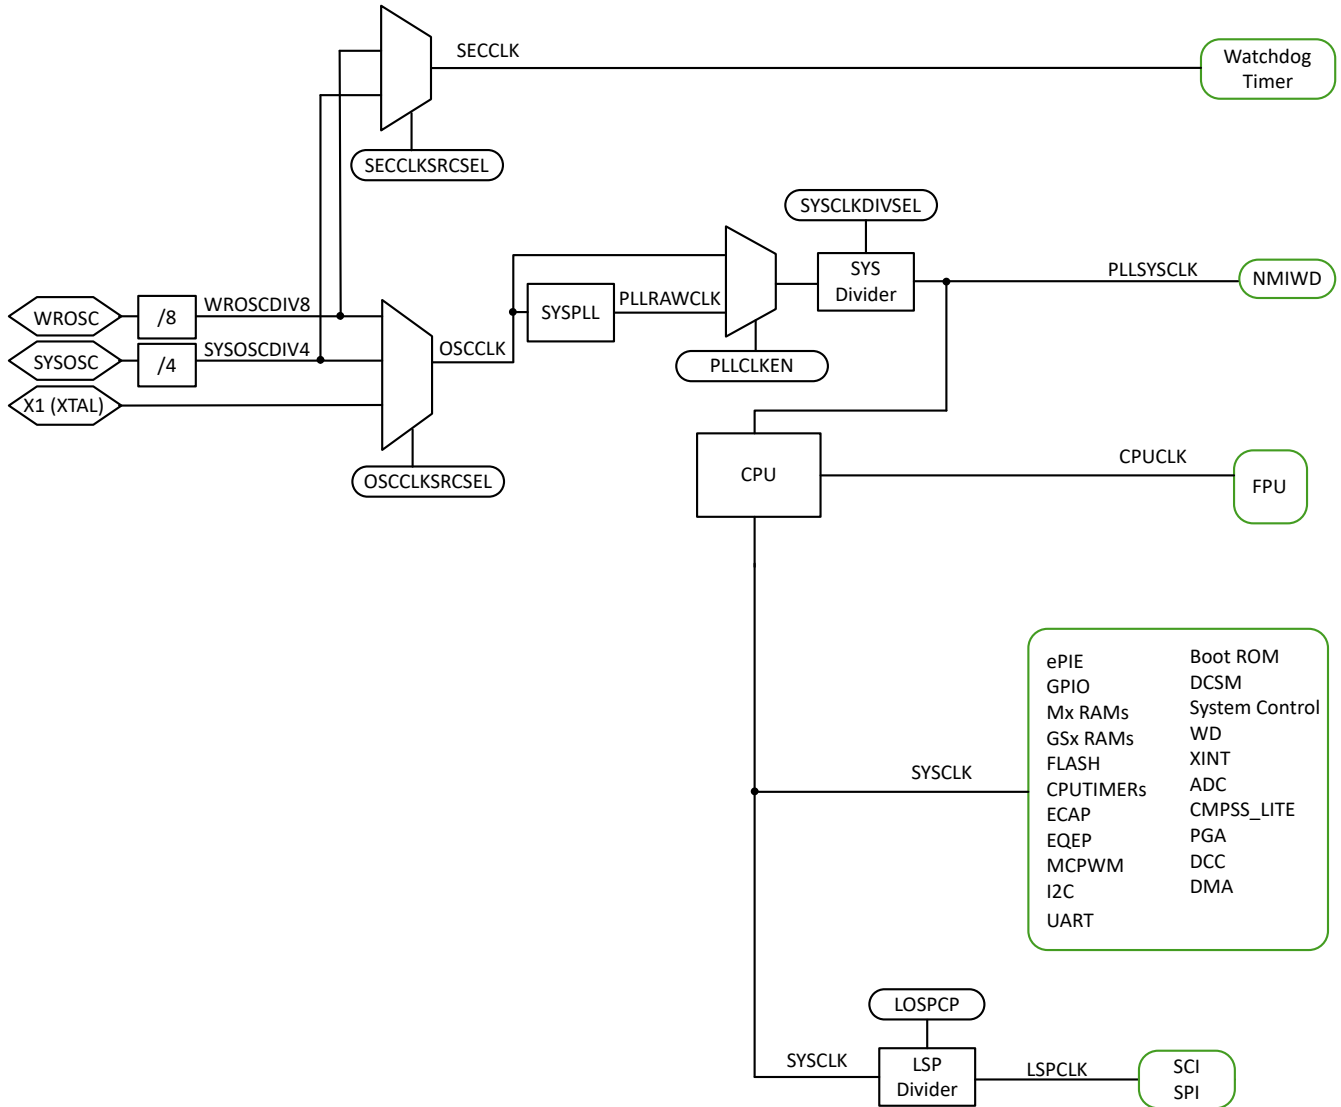 SECCLK
Watchdog
Timer
SECCLKSRCSEL
SYSCLKDIVSEL
WROSC
/8
WROSCDIV8
SYSOSC
/4
SYSOSCDIV4
X1 (XTAL)
OSCCLK
OSCCLKSRCSEL
SYSPLL
PLLRAWCLK
PLLCLKEN
SYS
Divider
PLLSYSCLK
NMIWD
CPU
CPUCLK
FPU
SYSCLK
ePIE
GPIO
Mx RAMs
GSx RAMs
FLASH
CPUTIMERs
ECAP
EQEP
MCPWM
I2C
UART
Boot ROM
DCSM
System Control
WD
XINT
ADC
CMPSS_LITE
PGA
DCC
DMA
LOSPCP
SYSCLK
LSP
Divider
LSPCLK
SCI
SPI